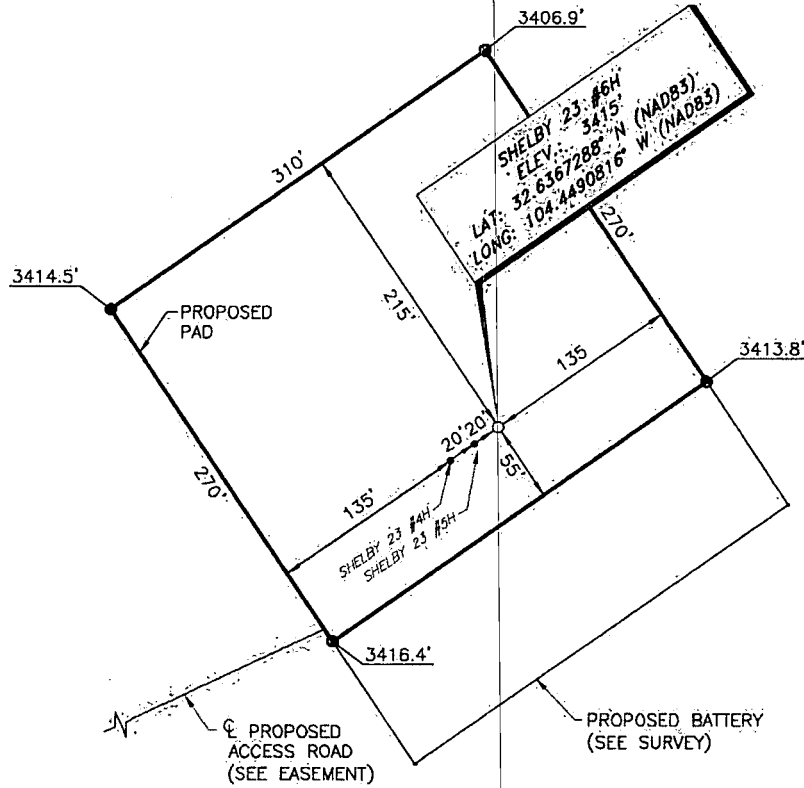 3406.9'
SHELBY 23 #6H
ELEV.: 3415'
LAT: 32.6367288° N (NAD83)
LONG: 104.4490816° W (NAD83)
310'
3414.5'
PROPOSED
PAD
215'
270'
135
3413.8'
20'20'
55'
270'
135'
SHELBY 23 #4H
SHELBY 23 #5H
3416.4'
℄ PROPOSED
ACCESS ROAD
(SEE EASEMENT)
PROPOSED BATTERY
(SEE SURVEY)